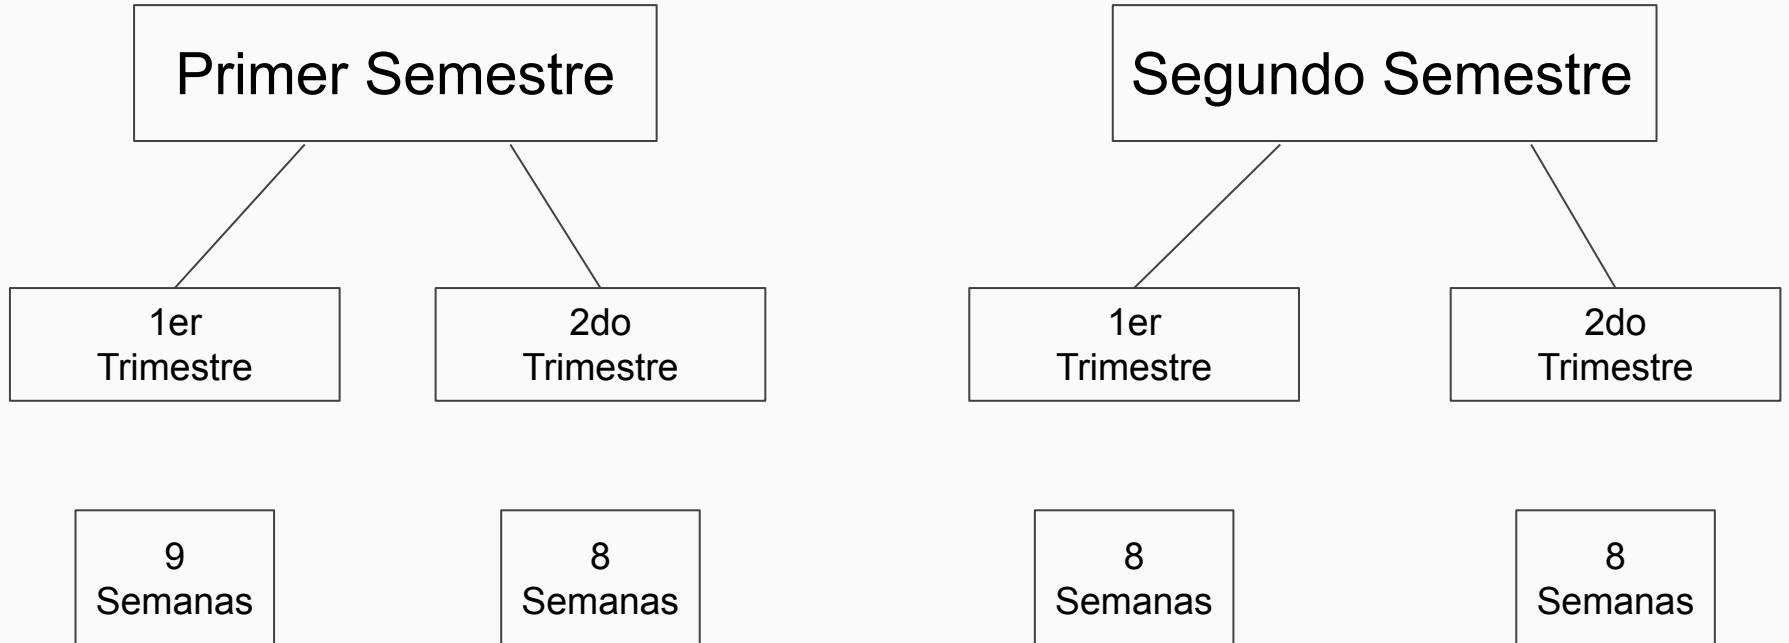 Primer Semestre
Segundo Semestre
1er
Trimestre
2do
Trimestre
1er
Trimestre
2do
Trimestre
9
Semanas
8
Semanas
8
Semanas
8
Semanas